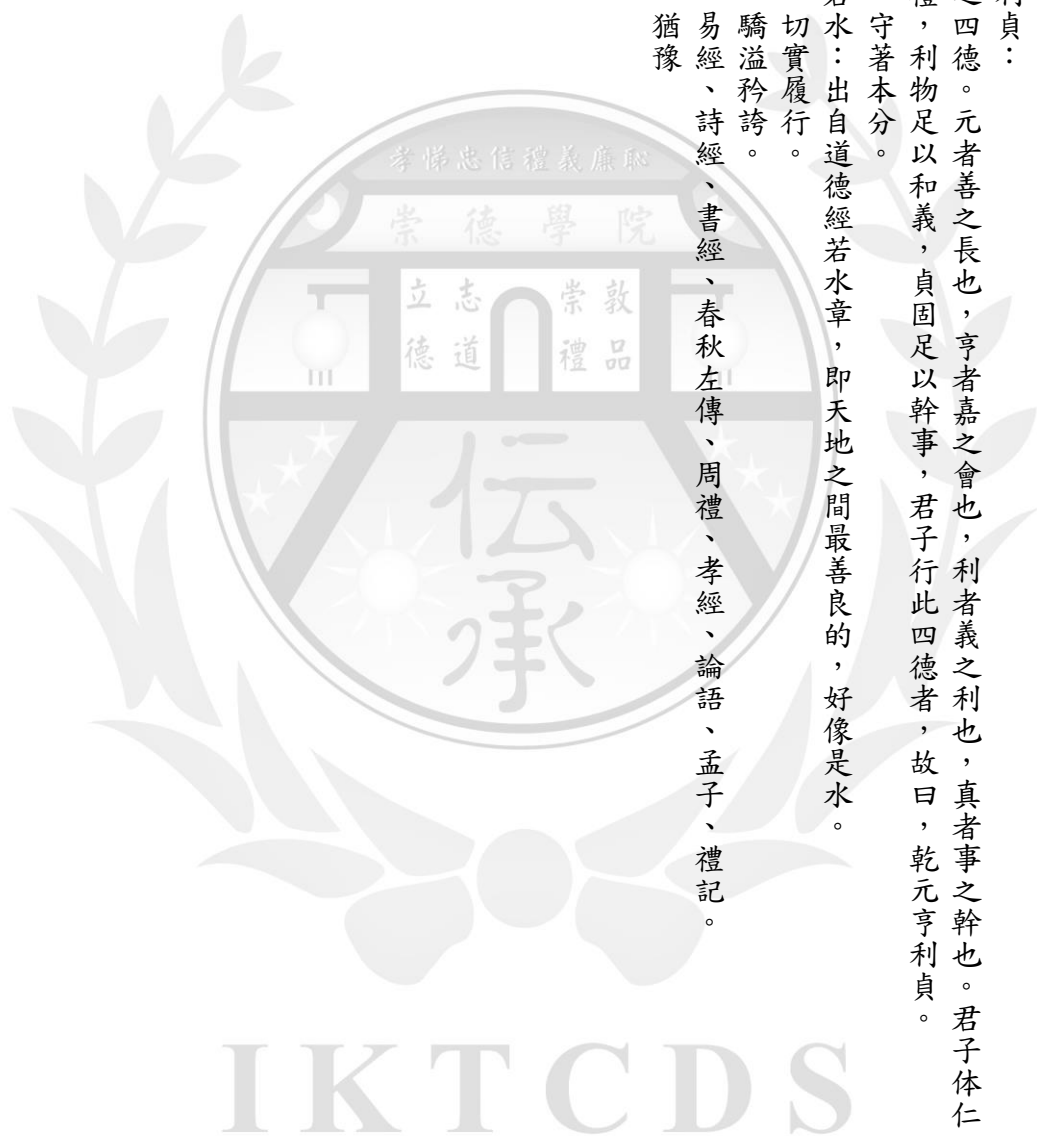 利貞：
之四德。元者善之長也，亨者嘉之會也，利者義之利也，真者事之幹也。君子体仁
禮，利物足以和義，貞固足以幹事，君子行此四德者，故曰，乾元亨利貞。
守著本分。
若水：出自道德經若水章，即天地之間最善良的，好像是水。
切實履行。
驕溢矜誇。
易經、詩經、書經、春秋左傳、周禮、孝經、論語、孟子、禮記。
猶豫
孝悌忠信禮義廉恥
崇德學院
立志 崇敦
德道 禮品
伝承
IKTCDS